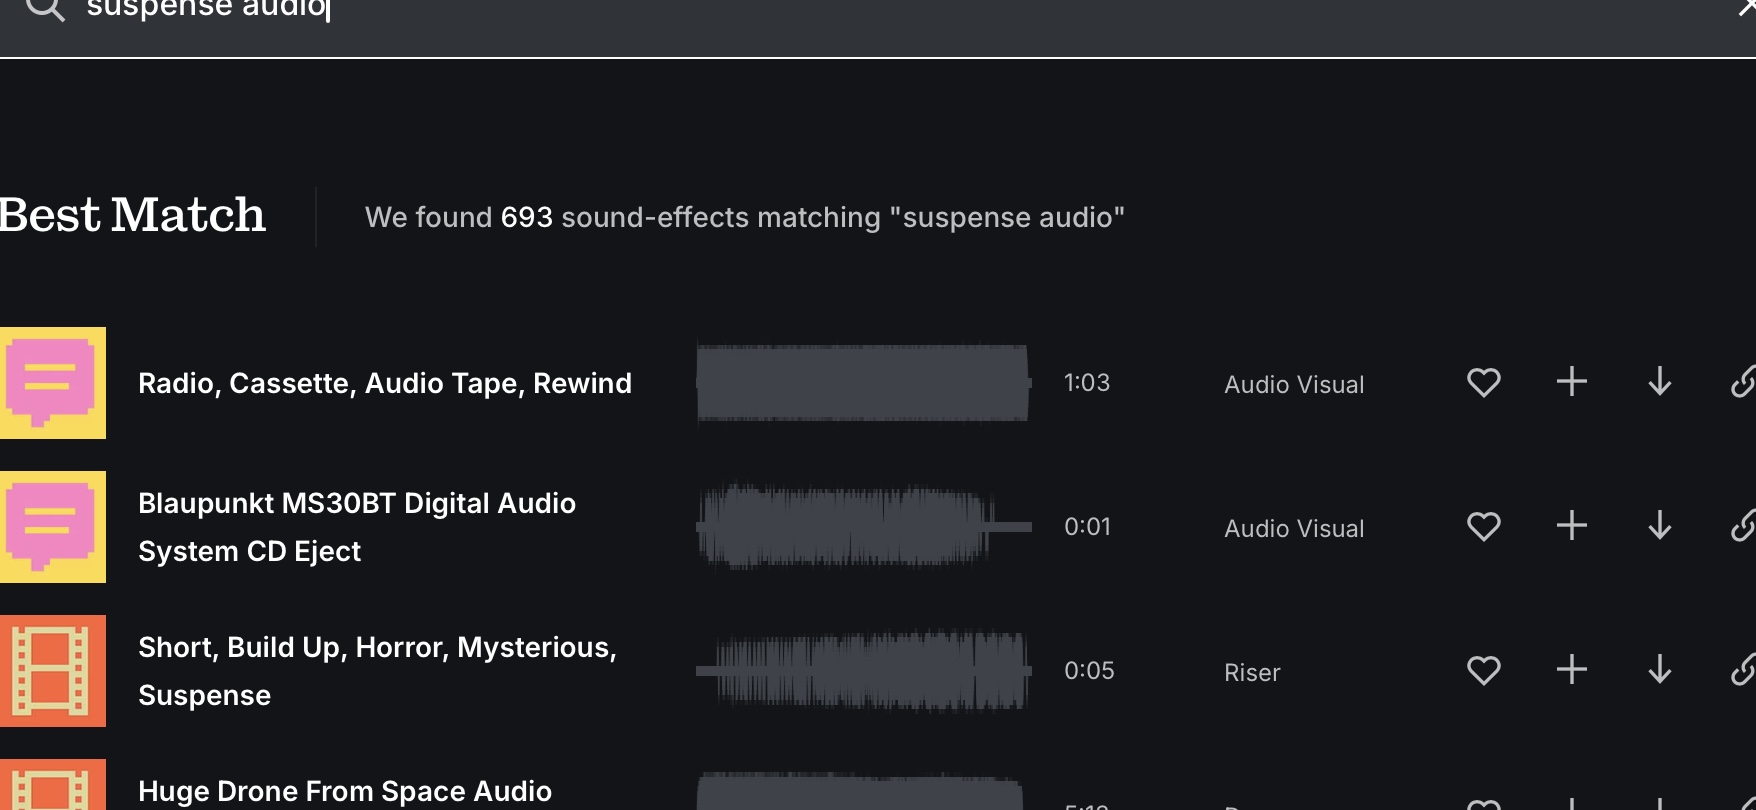 suspense audio
Best Match
We found 693 sound-effects matching "suspense audio"
Radio, Cassette, Audio Tape, Rewind
1:03
Audio Visual
Blaupunkt MS30BT Digital Audio
System CD Eject
0:01
Audio Visual
Short, Build Up, Horror, Mysterious,
Suspense
0:05
Riser
Huge Drone From Space Audio